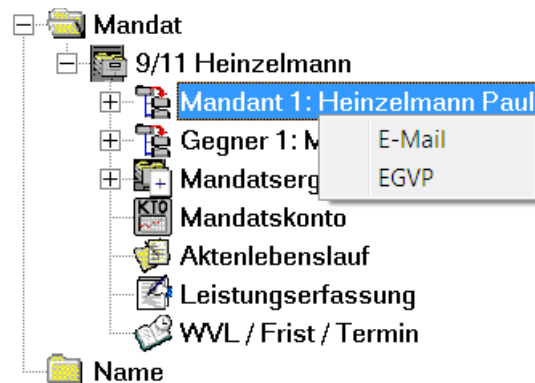 Mandat
9/11 Heinzelmann
Mandant 1: Heinzelmann Paul
Gegner 1:
E-Mail
EGVP
Mandatskonto
KTO
Aktenlebenslauf
Leistungserfassung
WVL / Frist / Termin
Name